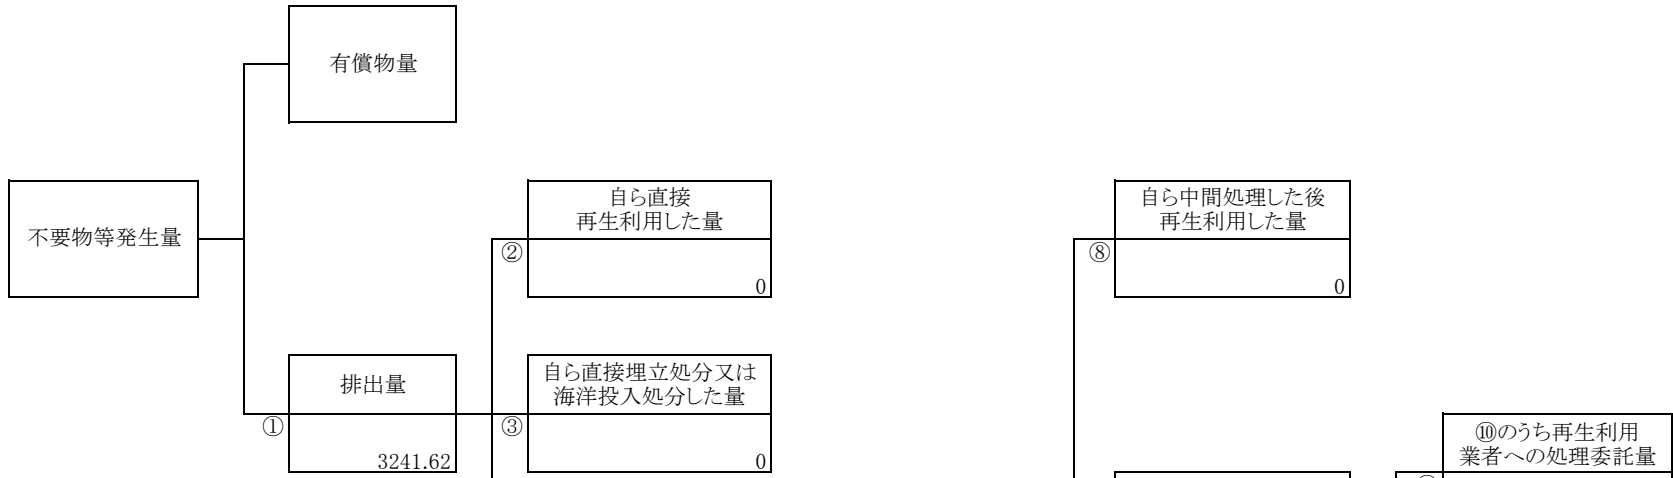 有償物量
不要物等発生量
自ら直接
再生利用した量
②
0
自ら中間処理した後
再生利用した量
⑧
0
排出量
①
3241.62
自ら直接埋立処分又は
海洋投入処分した量
③
0
⑩のうち再生利用
業者への処理委託量